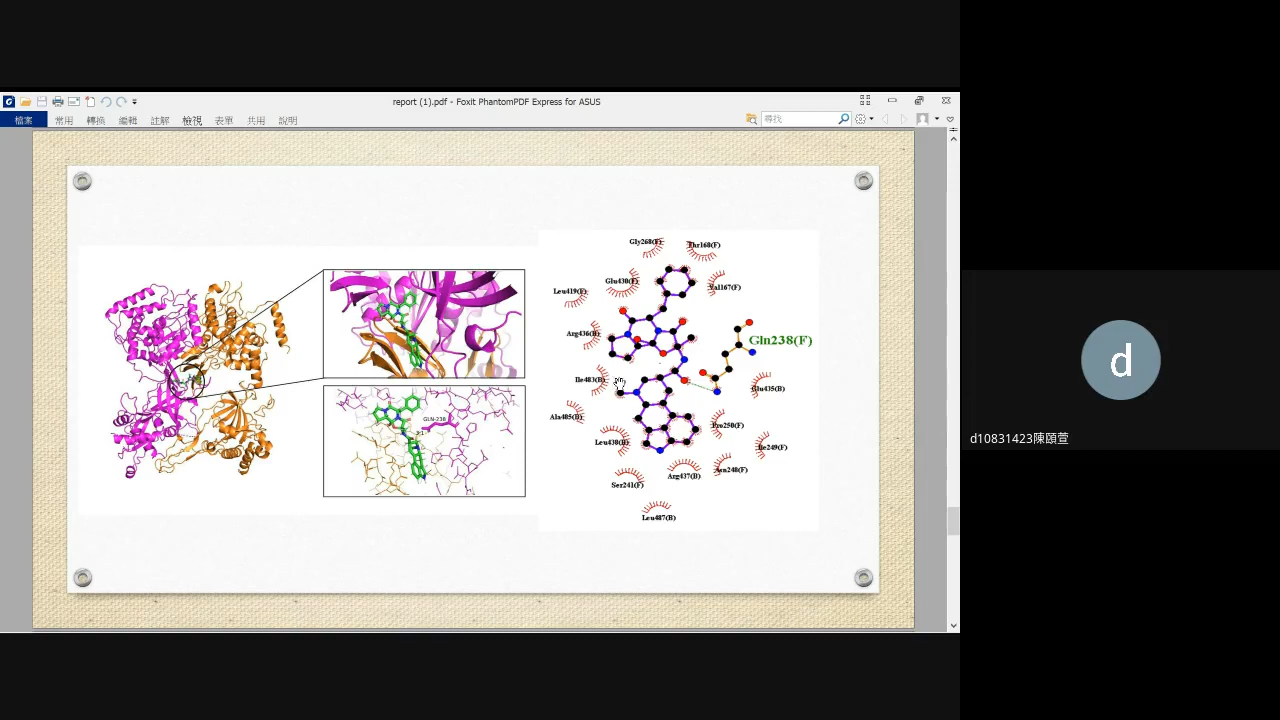 report (1).pdf - Foxit PhantomPDF Express for ASUS
檔案 常用 轉換 編輯 註解 檢視 表單 共用 說明
尋找
Gly268(F)
Thr168(F)
Glu430(F)
Val167(F)
Leu419(F)
Arg436(B)
Gln238(F)
Ile483(B)
Glu435(B)
Ala485(B)
GLN-238
Pro250(F)
Leu438(B)
Ile249(F)
Asn248(F)
Arg437(B)
Ser241(F)
Leu487(B)
d
d10831423陳頤萱